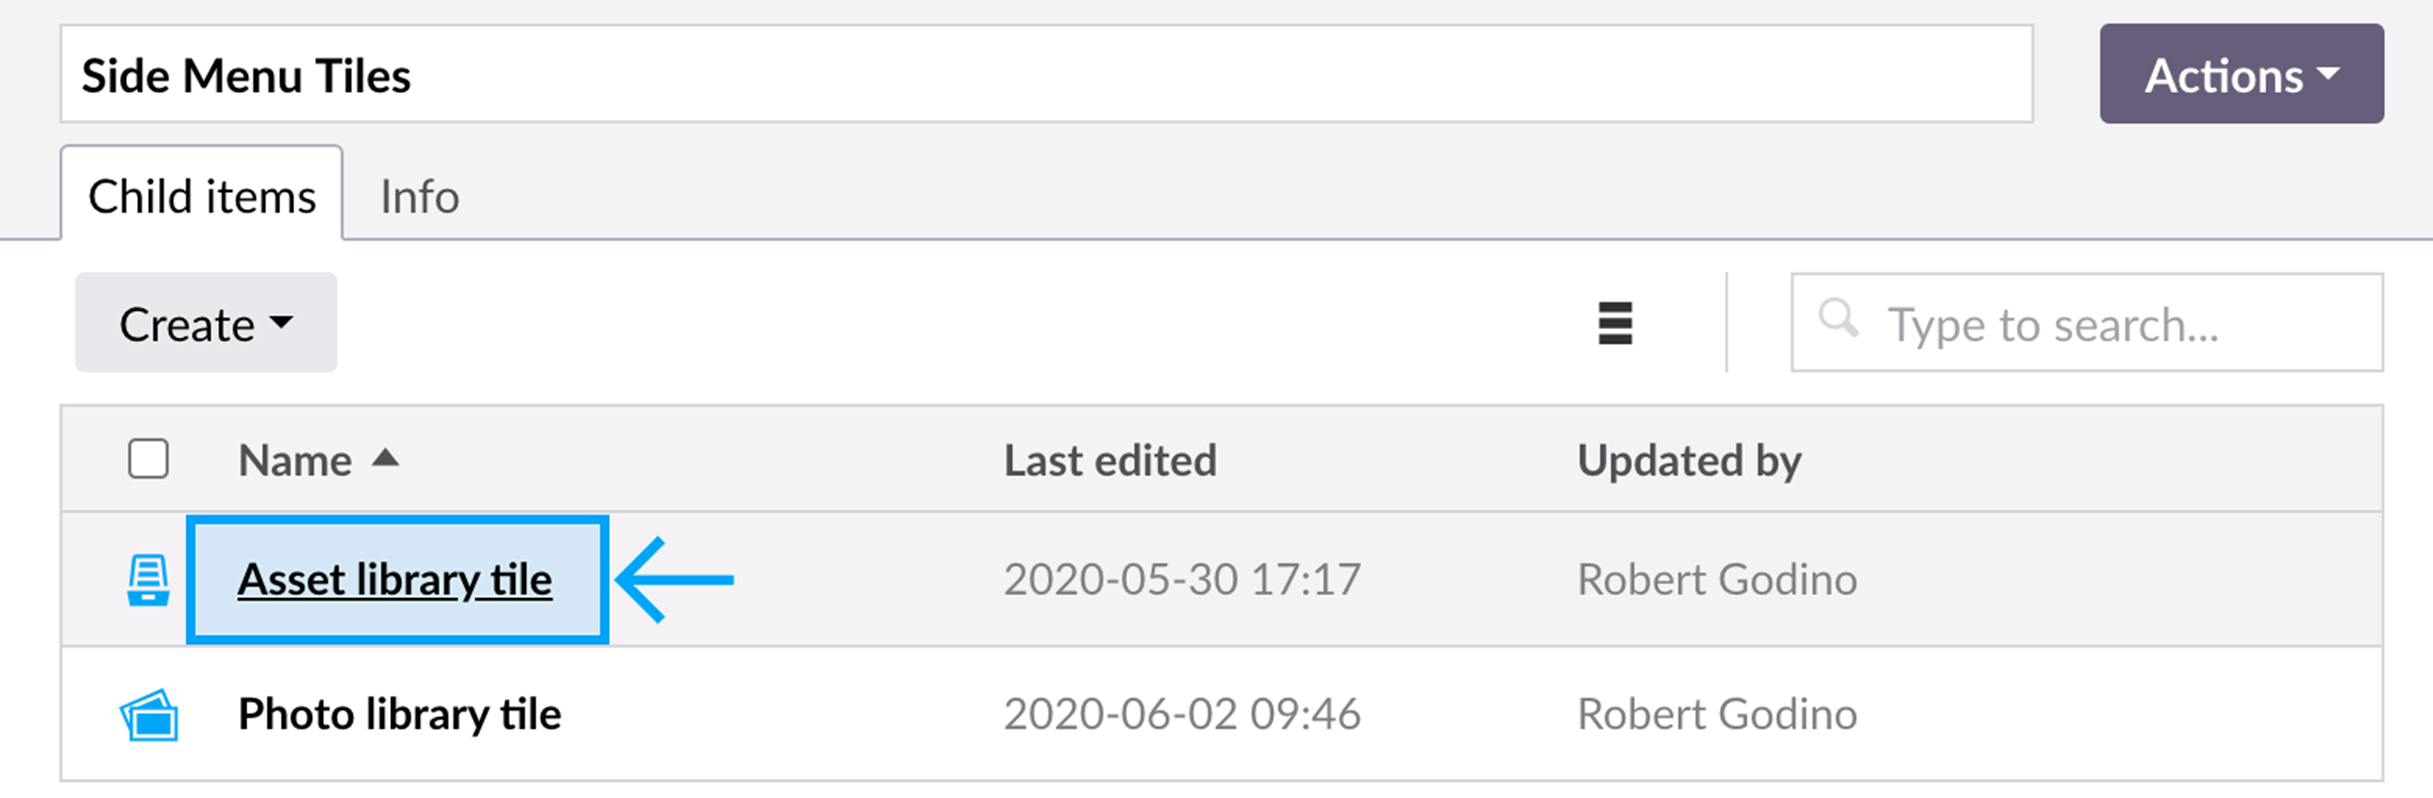 Side Menu Tiles
Actions
Child items Info
Create
Type to search...
Name Last edited Updated by
Asset library tile 2020-05-30 17:17 Robert Godino
Photo library tile 2020-06-02 09:46 Robert Godino